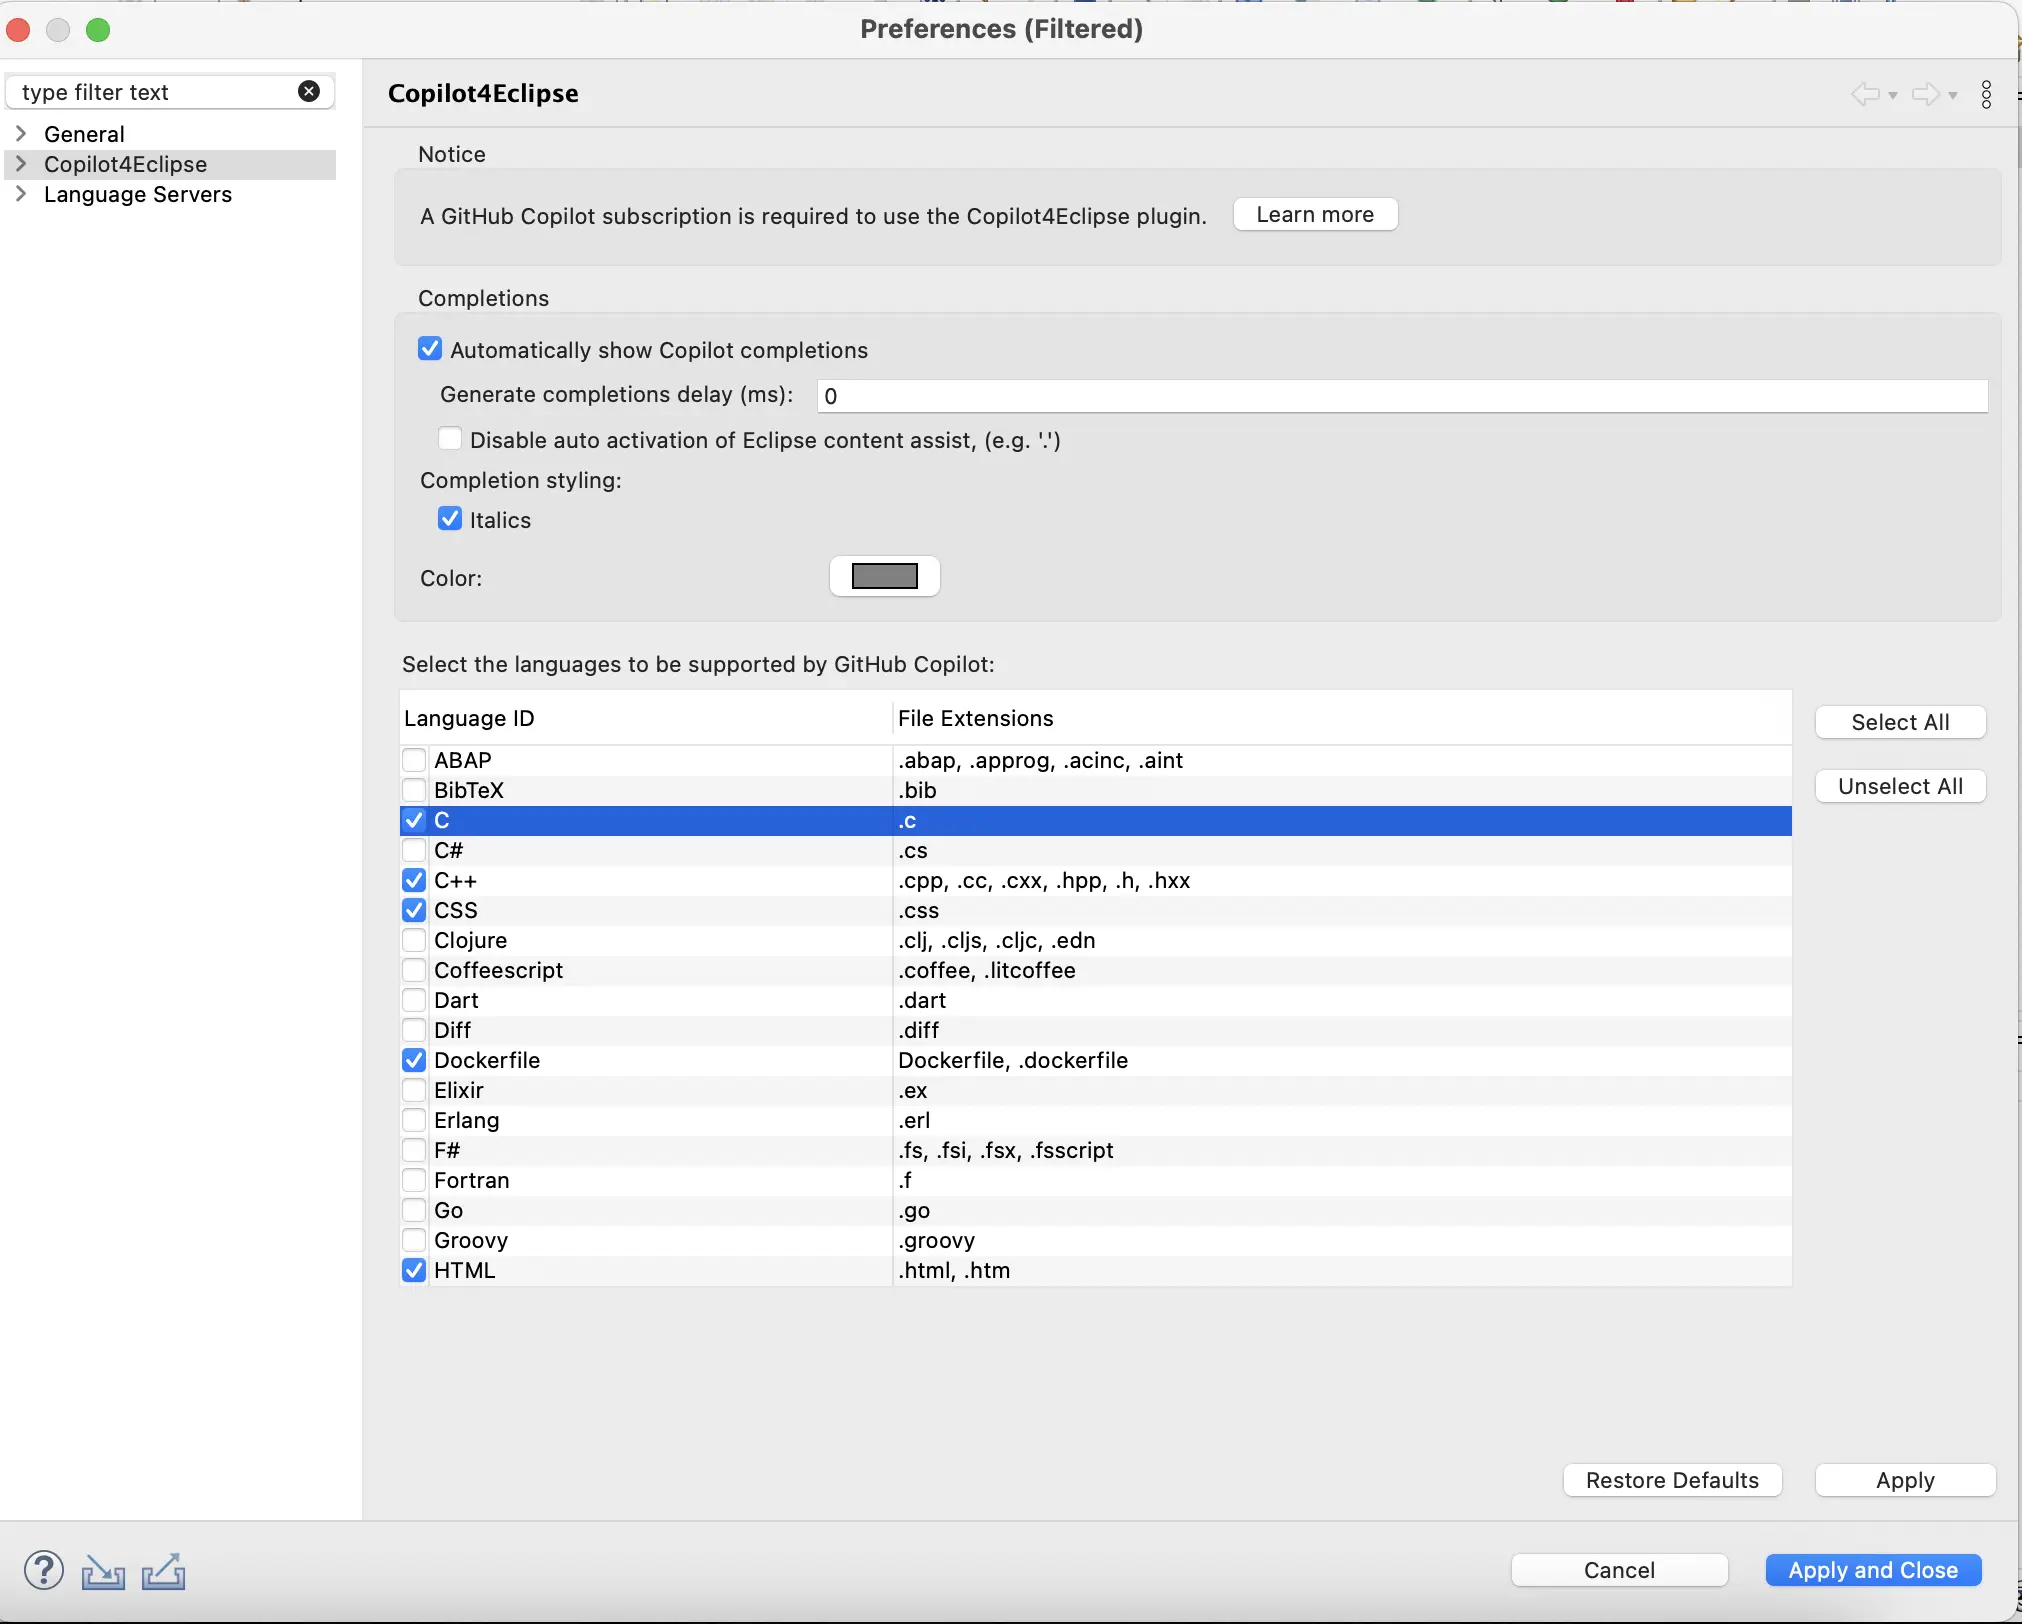 Preferences (Filtered)
type filter text
General
Copilot4Eclipse
Language Servers
Copilot4Eclipse
Notice
A GitHub Copilot subscription is required to use the Copilot4Eclipse plugin. Learn more
Completions
Automatically show Copilot completions
Generate completions delay (ms): 0
Disable auto activation of Eclipse content assist, (e.g. '.')
Completion styling:
Italics
Color:
Select the languages to be supported by GitHub Copilot:
Language ID File Extensions
ABAP .abap, .approg, .acinc, .aint
BibTeX .bib
C .c
C# .cs
C++ .cpp, .cc, .cxx, .hpp, .h, .hxx
CSS .css
Clojure .clj, .cljs, .cljc, .edn
Coffeescript .coffee, .litcoffee
Dart .dart
Diff .diff
Dockerfile Dockerfile, .dockerfile
Elixir .ex
Erlang .erl
F# .fs, .fsi, .fsx, .fsscript
Fortran .f
Go .go
Groovy .groovy
HTML .html, .htm
Select All
Unselect All
Restore Defaults Apply
? Cancel Apply and Close